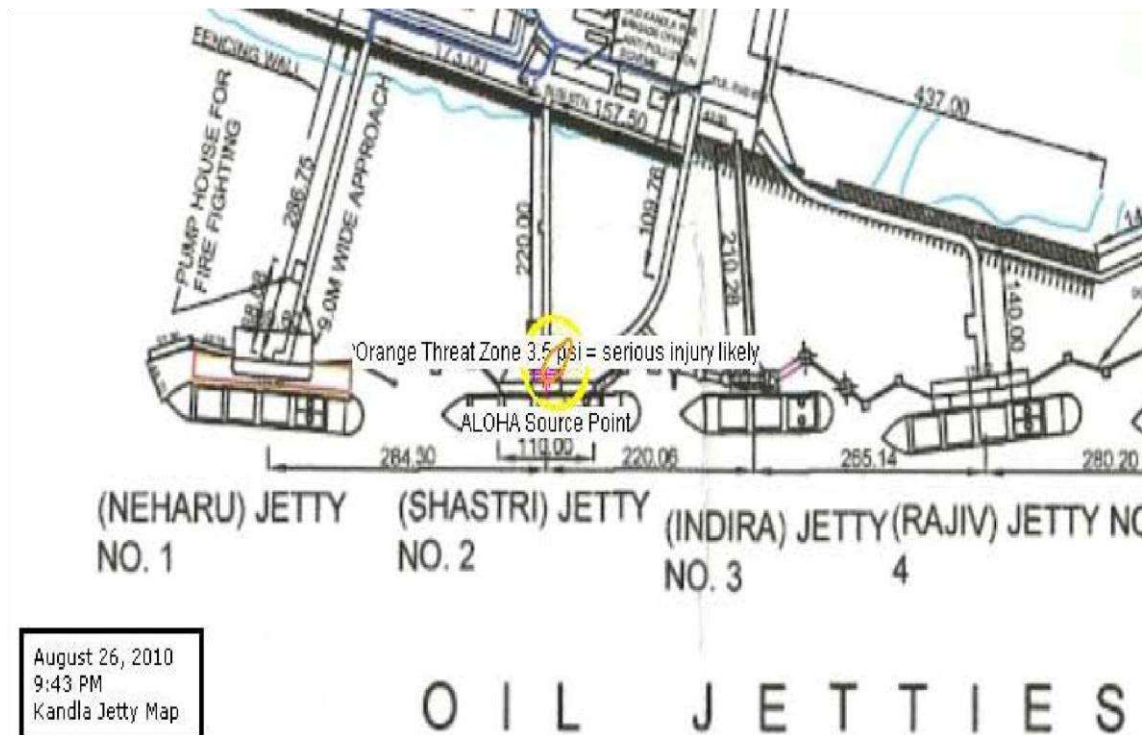 FENCING WALL
173.00
157.50
437.00
PUMP HOUSE FOR
FIRE FIGHTING
286.75
9.0M WIDE APPROACH
220.00
109.76
210.28
140.00
Orange Threat Zone 3.5 psi = serious injury likely
ALOHA Source Point
110.00
284.30
220.06
265.14
280.20
(NEHARU) JETTY
NO. 1
(SHASTRI) JETTY
NO. 2
(INDIRA) JETTY
NO. 3
(RAJIV) JETTY NO
4
August 26, 2010
9:43 PM
Kandla Jetty Map
OIL JETTIES